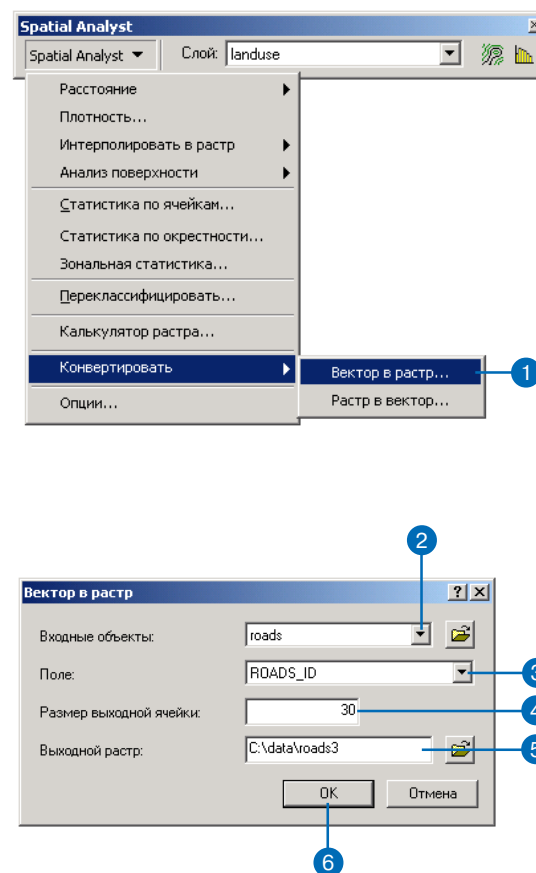 Spatial Analyst
Spatial Analyst Слой: landuse
Расстояние
Плотность...
Интерполировать в растр
Анализ поверхности
Статистика по ячейкам...
Статистика по окрестности...
Зональная статистика...
Переклассифицировать...
Калькулятор растра...
Конвертировать
Вектор в растр... 1
Опции...
Растр в вектор...
2
Вектор в растр
Входные объекты: roads
Поле: ROADS_ID 3
Размер выходной ячейки: 30 4
Выходной растр: C:\data\roads3 5
OK Отмена
6